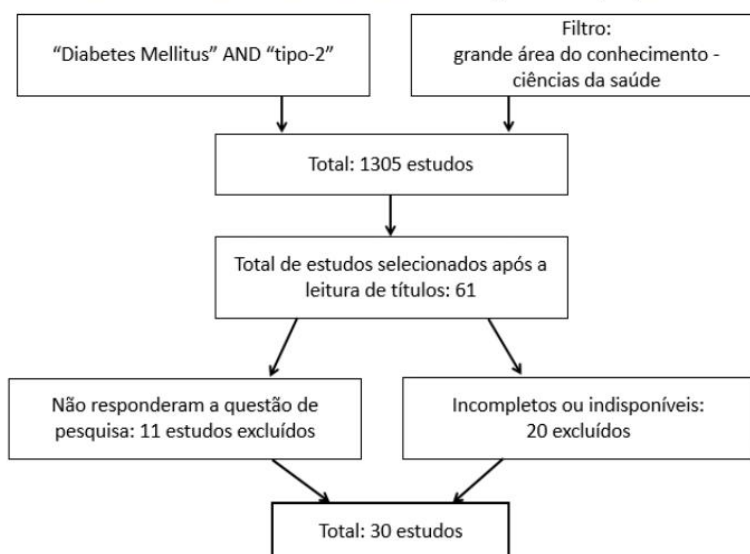 “Diabetes Mellitus” AND “tipo-2”
Filtro:
grande área do conhecimento -
ciências da saúde
Total: 1305 estudos
Total de estudos selecionados após a
leitura de títulos: 61
Não responderam a questão de
pesquisa: 11 estudos excluídos
Incompletos ou indisponíveis:
20 excluídos
Total: 30 estudos